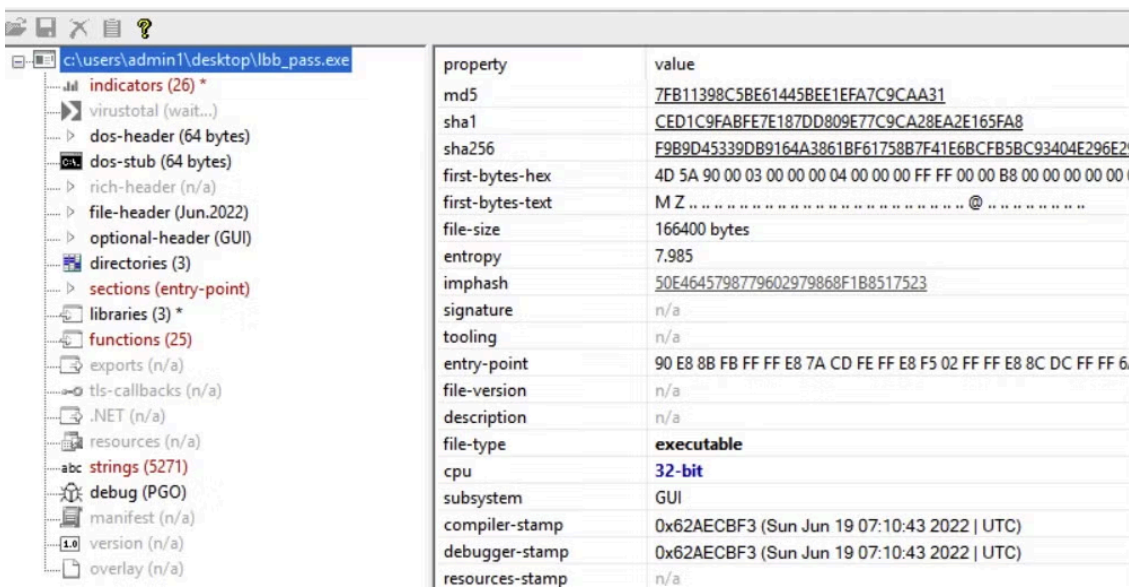 c:\users\admin1\desktop\lbb_pass.exe
indicators (26) *
virustotal (wait...)
dos-header (64 bytes)
dos-stub (64 bytes)
rich-header (n/a)
file-header (Jun.2022)
optional-header (GUI)
directories (3)
sections (entry-point)
libraries (3) *
functions (25)
exports (n/a)
tls-callbacks (n/a)
.NET (n/a)
resources (n/a)
abc strings (5271)
debug (PGO)
manifest (n/a)
1.0 version (n/a)
overlay (n/a)
property value
md5 7FB11398C5BE61445BEE1EFA7C9CAA31
sha1 CED1C9FABFE7E187DD809E77C9CA28EA2E165FA8
sha256 F9B9D45339DB9164A3861BF61758B7F41E6BCFB5BC93404E296E29
first-bytes-hex 4D 5A 90 00 03 00 00 00 04 00 00 00 FF FF 00 00 B8 00 00 00 00 00
first-bytes-text M Z .. .. .. .. .. .. .. .. .. .. .. .. .. .. .. .. .. .. .. .. @ .. .. .. .. .. .. ..
file-size 166400 bytes
entropy 7.985
imphash 50E4645798779602979868F1B8517523
signature n/a
tooling n/a
entry-point 90 E8 8B FB FF FF E8 7A CD FE FF E8 F5 02 FF FF E8 8C DC FF FF
file-version n/a
description n/a
file-type executable
cpu 32-bit
subsystem GUI
compiler-stamp 0x62AECBF3 (Sun Jun 19 07:10:43 2022 | UTC)
debugger-stamp 0x62AECBF3 (Sun Jun 19 07:10:43 2022 | UTC)
resources-stamp n/a